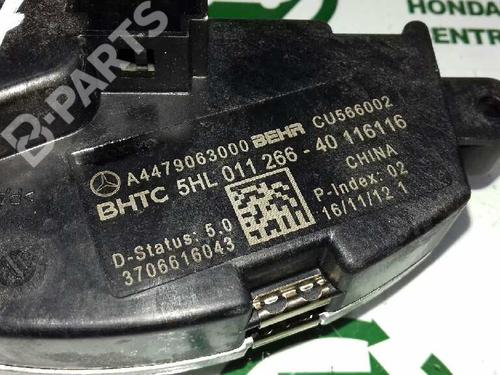 B-PARTS
HONDA
ENTR
A4479063000 BEHR CU566002
BHTC 5HL 011 266-40 116116
CHINA
P-Index: 02
16/11/12 1
D-Status: 5.0
3706616043